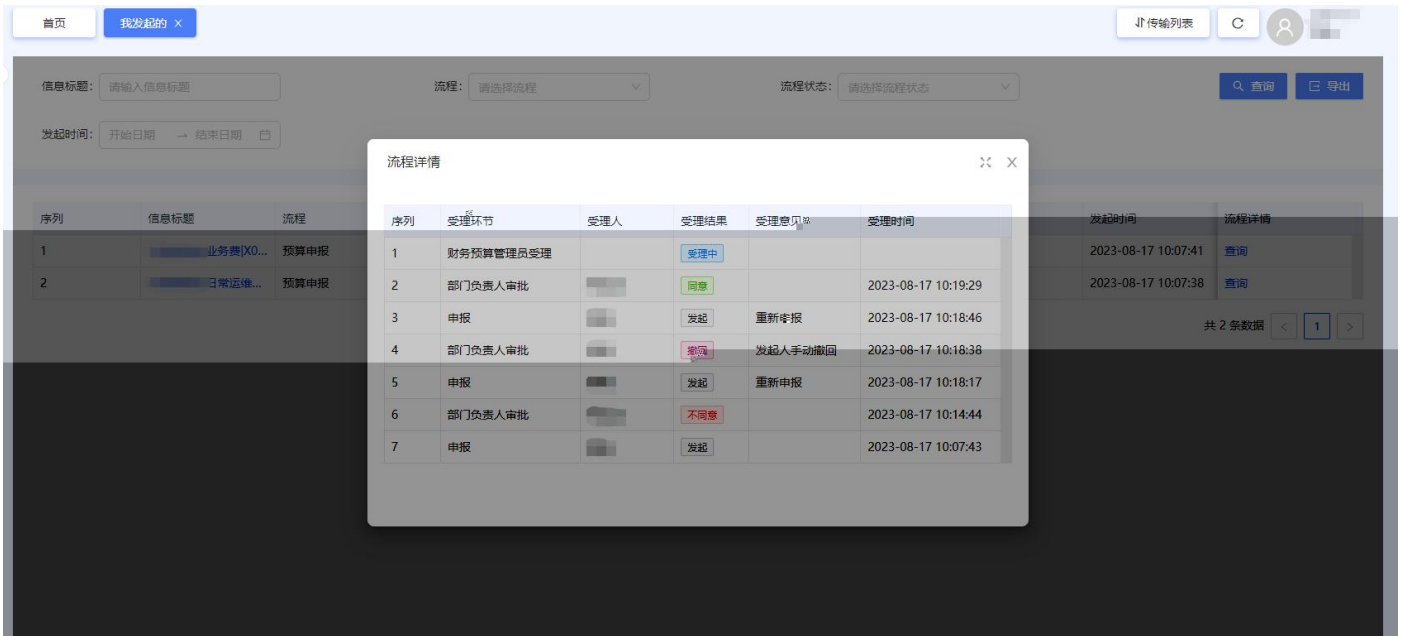 首页 我发起的 × 传输列表
信息标题: 请输入信息标题 流程: 请选择流程 流程状态: 请选择流程状态 查询 导出
发起时间: 开始日期 → 结束日期
流程详情
序列 信息标题 流程 发起时间 流程详情
1 业务费|X0... 预算申报 2023-08-17 10:07:41 查询
2 日常运维... 预算申报 2023-08-17 10:07:38 查询
共 2 条数据 < 1 >
序列 受理环节 受理人 受理结果 受理意见 受理时间
1 财务预算管理员受理 受理中
2 部门负责人审批 同意 2023-08-17 10:19:29
3 申报 发起 重新申报 2023-08-17 10:18:46
4 部门负责人审批 撤回 发起人手动撤回 2023-08-17 10:18:38
5 申报 发起 重新申报 2023-08-17 10:18:17
6 部门负责人审批 不同意 2023-08-17 10:14:44
7 申报 发起 2023-08-17 10:07:43